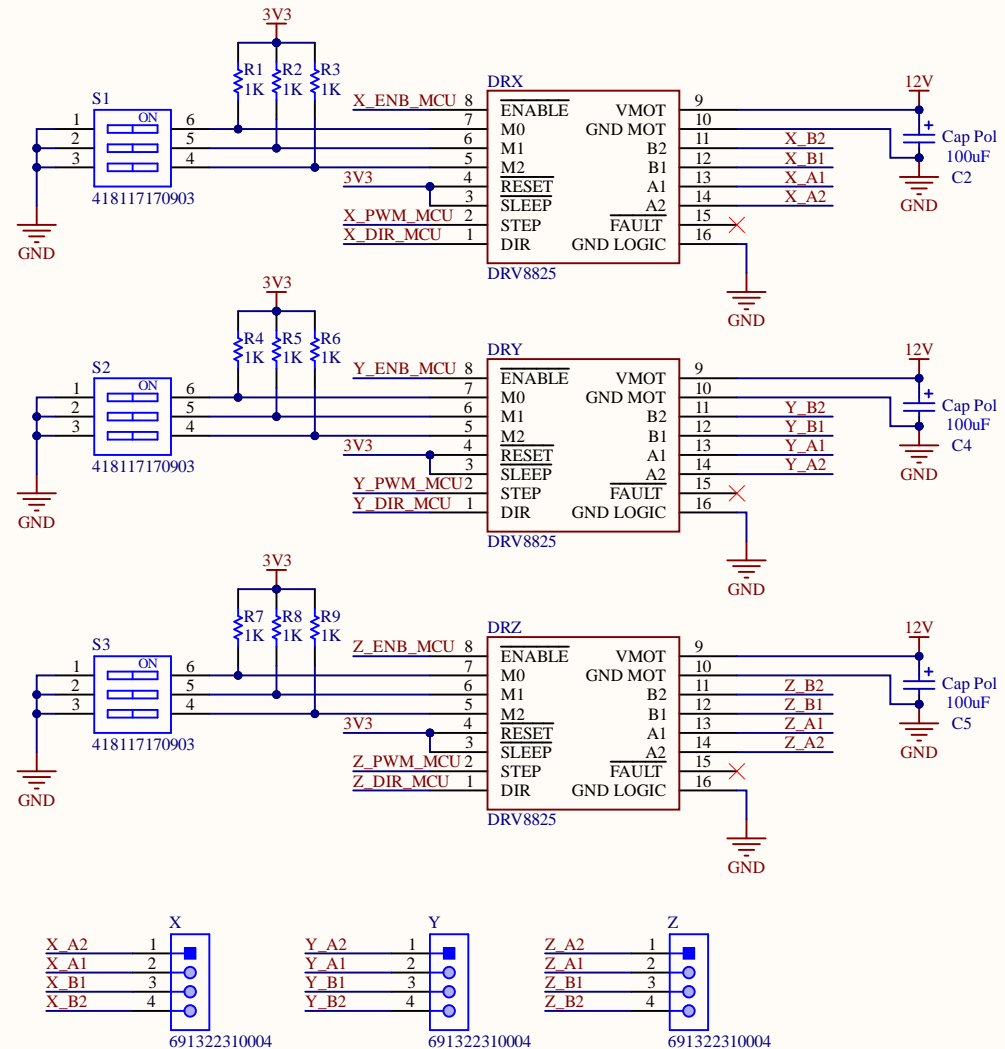 3V3
R1 R2 R3
1K 1K 1K
S1
ON
1 6
2 5
3 4
418117170903
GND
DRX
X_ENB_MCU 8 ENABLE VMOT 9
7 M0 GND MOT 10
6 M1 B2 11 X_B2
5 M2 B1 12 X_B1
3V3 4 RESET A1 13 X_A1
3 SLEEP A2 14 X_A2
X_PWM_MCU 2 STEP FAULT 15
X_DIR_MCU 1 DIR GND LOGIC 16
DRV8825
GND
12V
+
Cap Pol
100uF
C2
GND
3V3
R4 R5 R6
1K 1K 1K
S2
ON
1 6
2 5
3 4
418117170903
GND
DRY
Y_ENB_MCU 8 ENABLE VMOT 9
7 M0 GND MOT 10
6 M1 B2 11 Y_B2
5 M2 B1 12 Y_B1
3V3 4 RESET A1 13 Y_A1
3 SLEEP A2 14 Y_A2
Y_PWM_MCU 2 STEP FAULT 15
Y_DIR_MCU 1 DIR GND LOGIC 16
DRV8825
GND
12V
+
Cap Pol
100uF
C4
GND
3V3
R7 R8 R9
1K 1K 1K
S3
ON
1 6
2 5
3 4
418117170903
GND
DRZ
Z_ENB_MCU 8 ENABLE VMOT 9
7 M0 GND MOT 10
6 M1 B2 11 Z_B2
5 M2 B1 12 Z_B1
3V3 4 RESET A1 13 Z_A1
3 SLEEP A2 14 Z_A2
Z_PWM_MCU 2 STEP FAULT 15
Z_DIR_MCU 1 DIR GND LOGIC 16
DRV8825
GND
12V
+
Cap Pol
100uF
C5
GND
X
X_A2 1
X_A1 2
X_B1 3
X_B2 4
691322310004
Y
Y_A2 1
Y_A1 2
Y_B1 3
Y_B2 4
691322310004
Z
Z_A2 1
Z_A1 2
Z_B1 3
Z_B2 4
691322310004